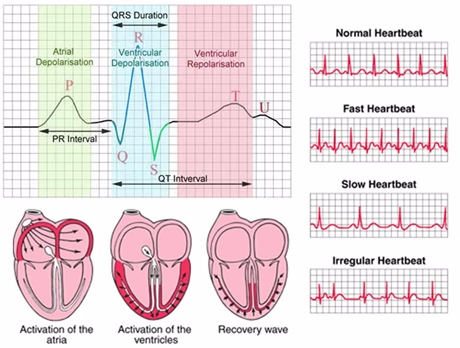 QRS Duration
Atrial
Depolarisation
Ventricular
Depolarisation
Ventricular
Repolarisation
R
P
T
U
PR Interval
Q
S
QT Intverval
Activation of the
atria
Activation of the
ventricles
Recovery wave
Normal Heartbeat
Fast Heartbeat
Slow Heartbeat
Irregular Heartbeat